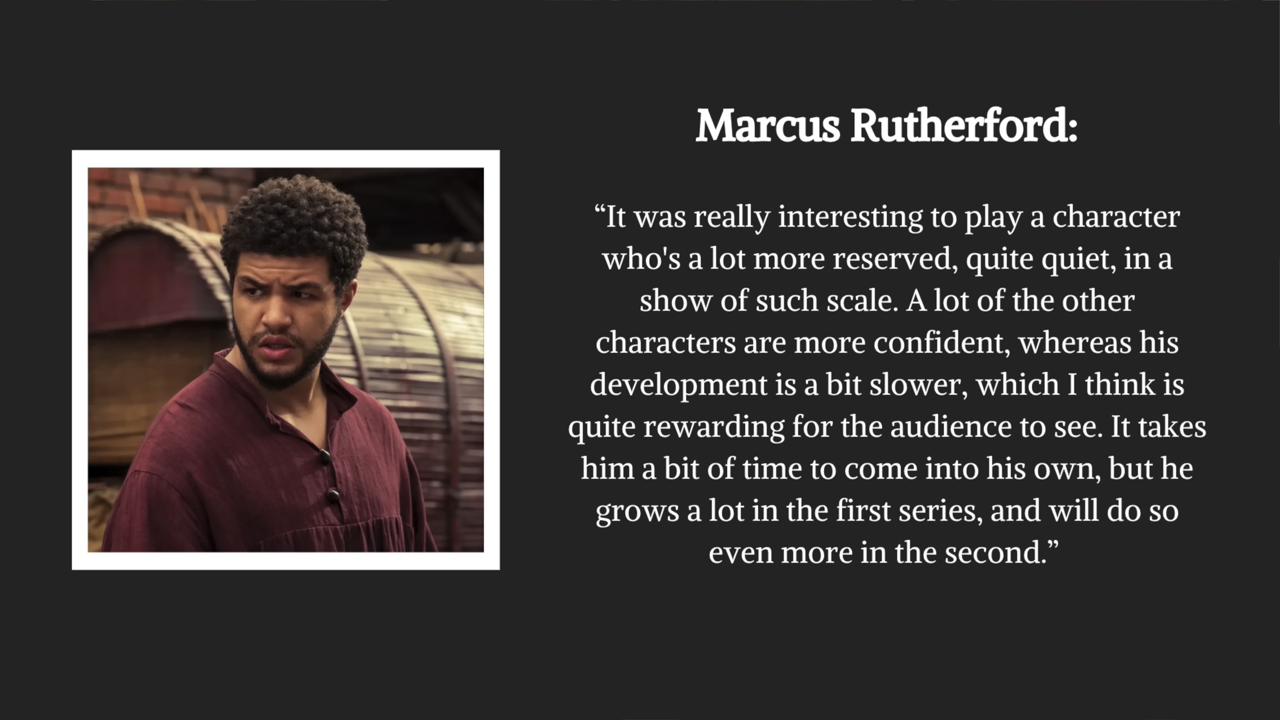 Marcus Rutherford:
“It was really interesting to play a character
who's a lot more reserved, quite quiet, in a
show of such scale. A lot of the other
characters are more confident, whereas his
development is a bit slower, which I think is
quite rewarding for the audience to see. It takes
him a bit of time to come into his own, but he
grows a lot in the first series, and will do so
even more in the second.”